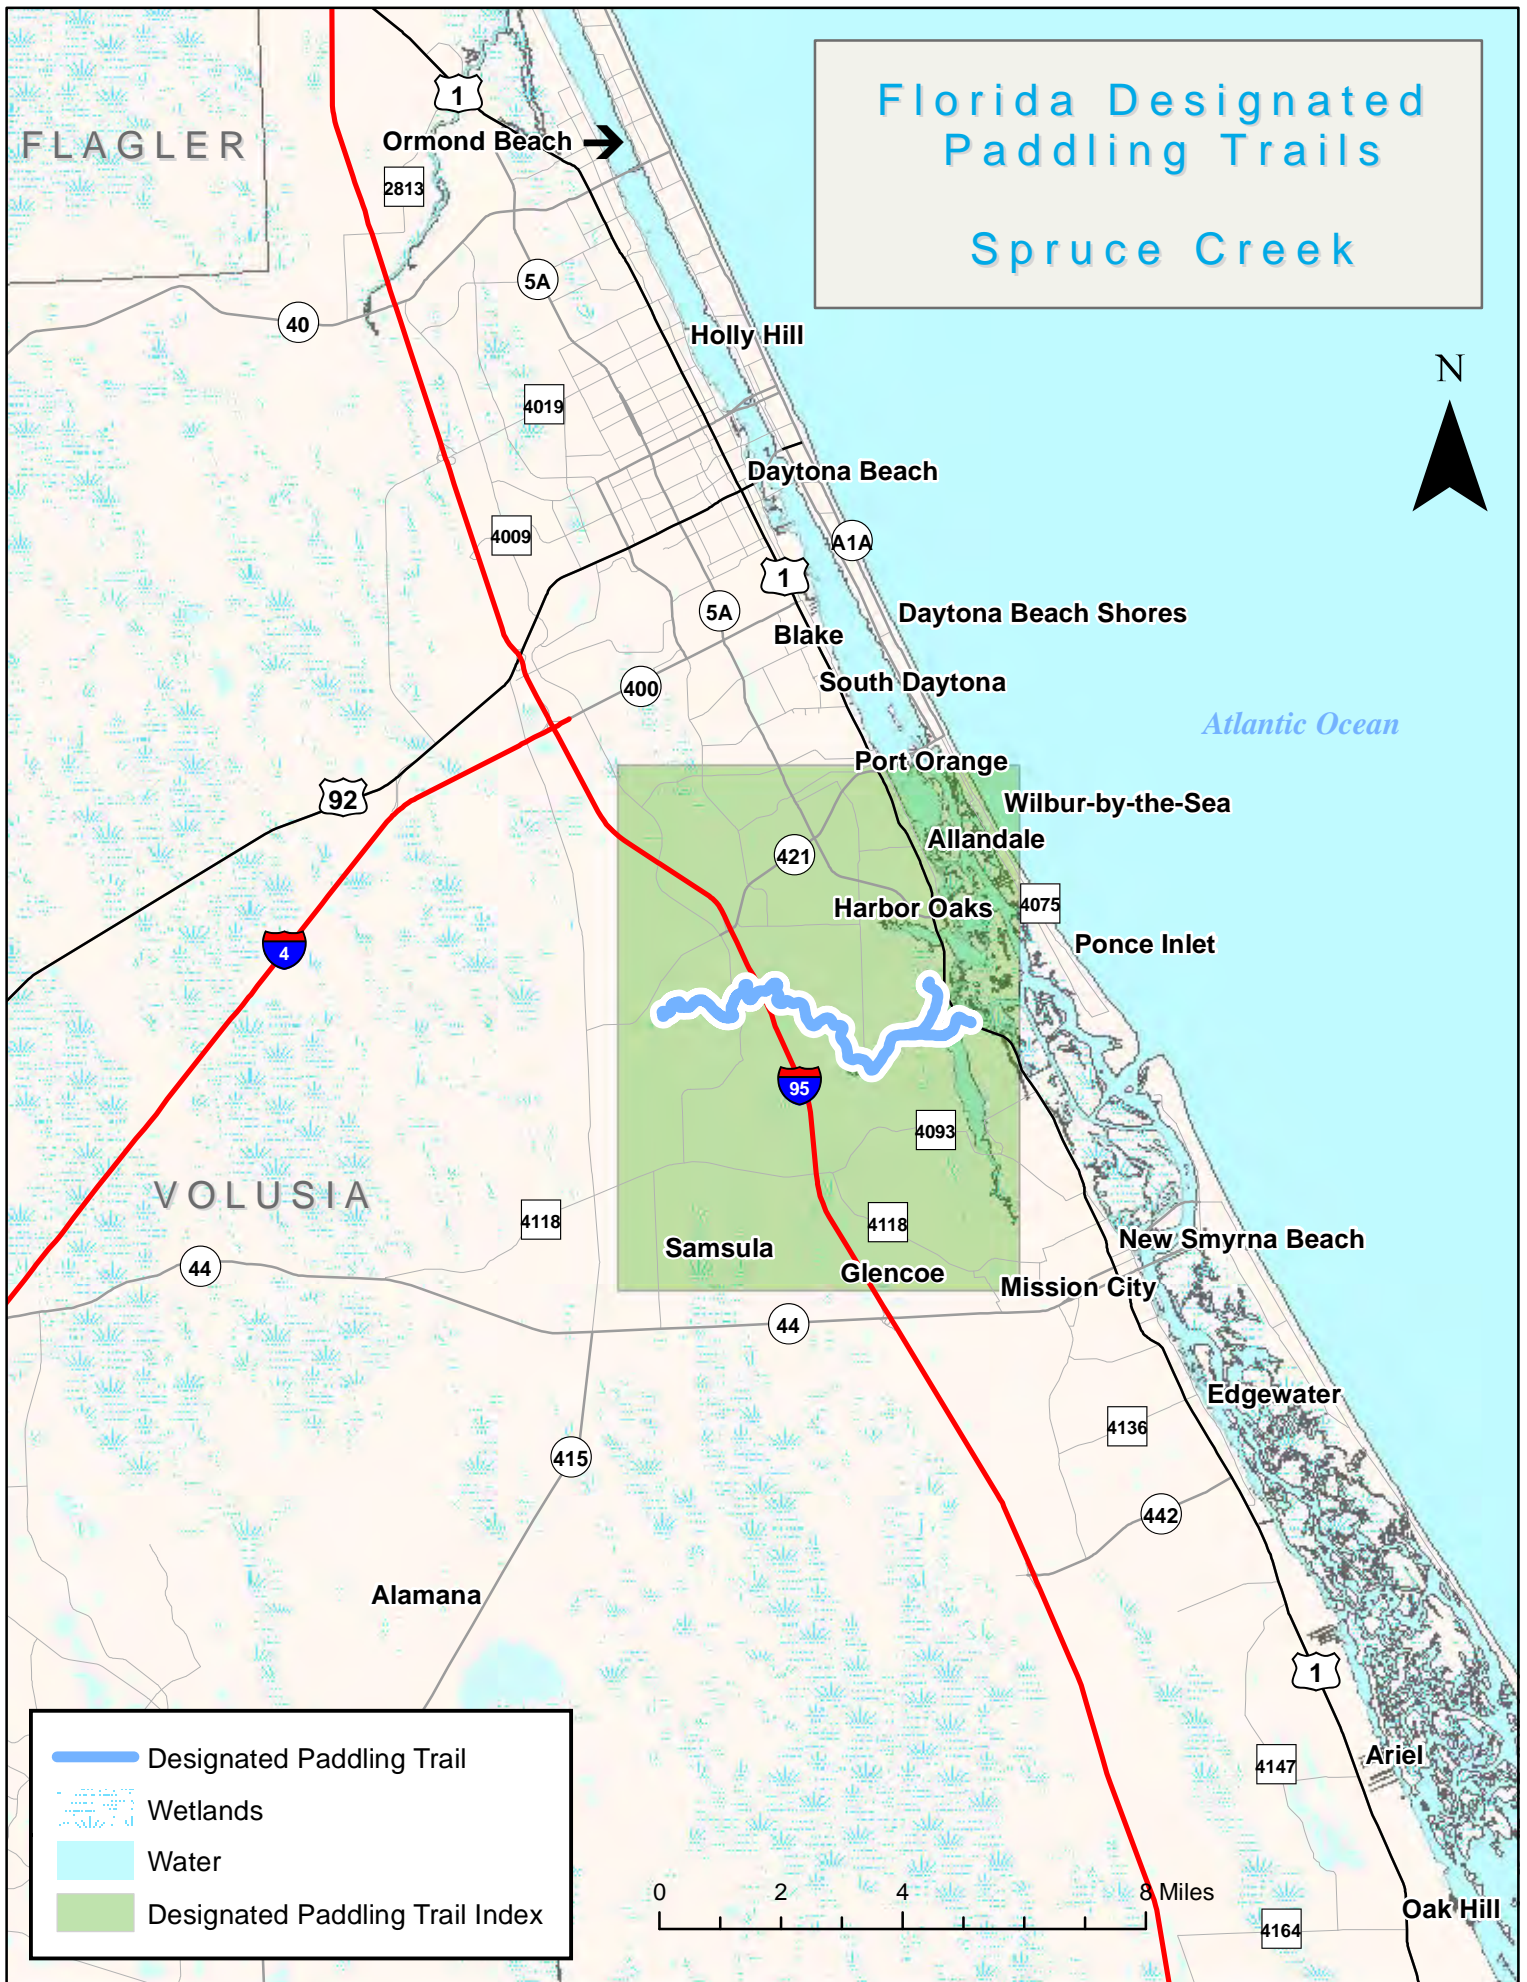 Florida Designated
Paddling Trails
Spruce Creek
N
FLAGLER
1
Ormond Beach
2813
5A
40
Holly Hill
4019
Daytona Beach
4009
A1A
1
5A
Daytona Beach Shores
Blake
400
South Daytona
Atlantic Ocean
Port Orange
92
Wilbur-by-the-Sea
Allandale
421
4075
Harbor Oaks
Ponce Inlet
4
95
4093
VOLUSIA
4118
4118
New Smyrna Beach
Samsula
44
Glencoe
Mission City
44
Edgewater
4136
415
442
Alamana
1
Ariel
4147
Designated Paddling Trail
Wetlands
Water
Designated Paddling Trail Index
0 2 4 8 Miles
Oak Hill
4164